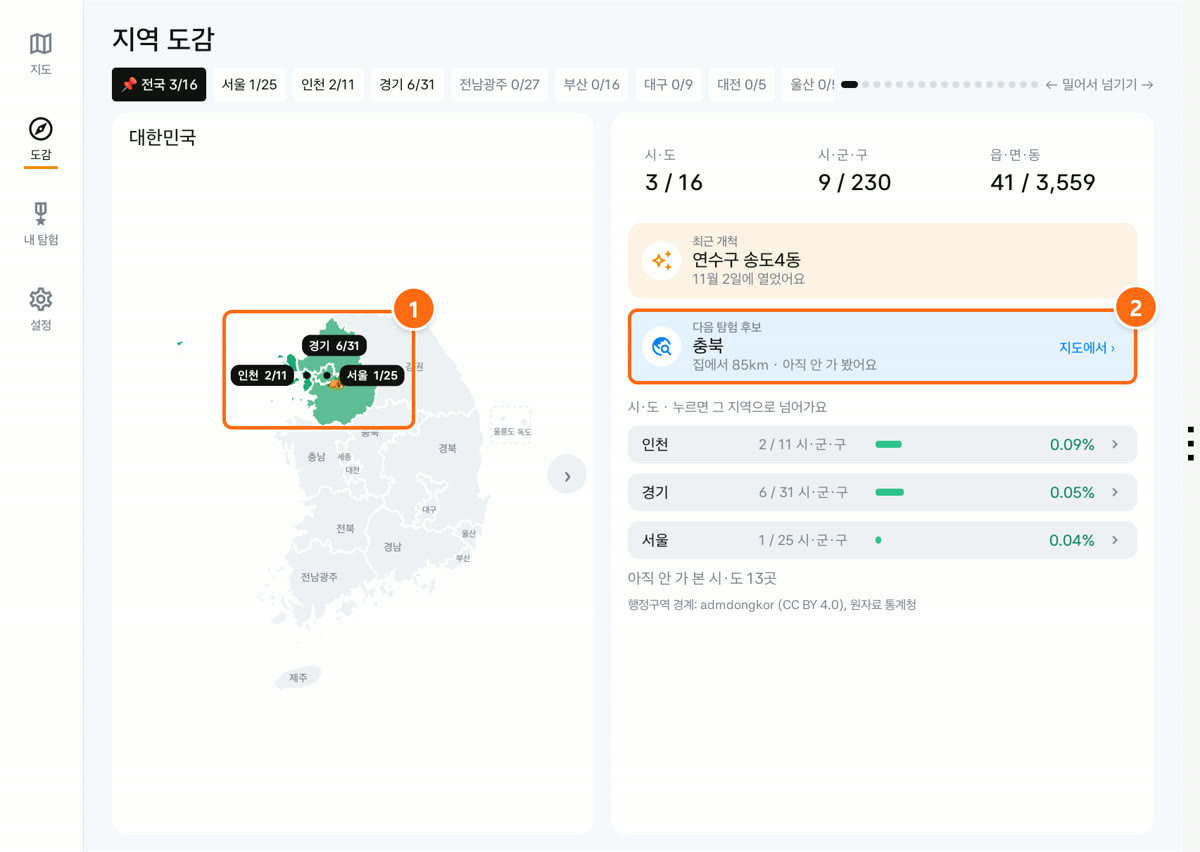 지역 도감
지도
도감
내 탐험
설정
📌 전국 3/16
서울 1/25
인천 2/11
경기 6/31
전남광주 0/27
부산 0/16
대구 0/9
대전 0/5
울산 0/5
← 밀어서 넘기기 →
대한민국
1
경기 6/31
인천 2/11
서울 1/25
강원
충북
충남
세종
대전
경북
울릉도 독도
대구
전북
울산
경남
부산
전남광주
제주
›
시·도
3 / 16
시·군·구
9 / 230
읍·면·동
41 / 3,559
최근 개척
연수구 송도4동
11월 2일에 열었어요
2
다음 탐험 후보
충북
집에서 85km · 아직 안 가 봤어요
지도에서 ›
시·도 · 누르면 그 지역으로 넘어가요
인천 2 / 11 시·군·구 0.09% ›
경기 6 / 31 시·군·구 0.05% ›
서울 1 / 25 시·군·구 0.04% ›
아직 안 가 본 시·도 13곳
행정구역 경계: admdongkor (CC BY 4.0), 원자료 통계청